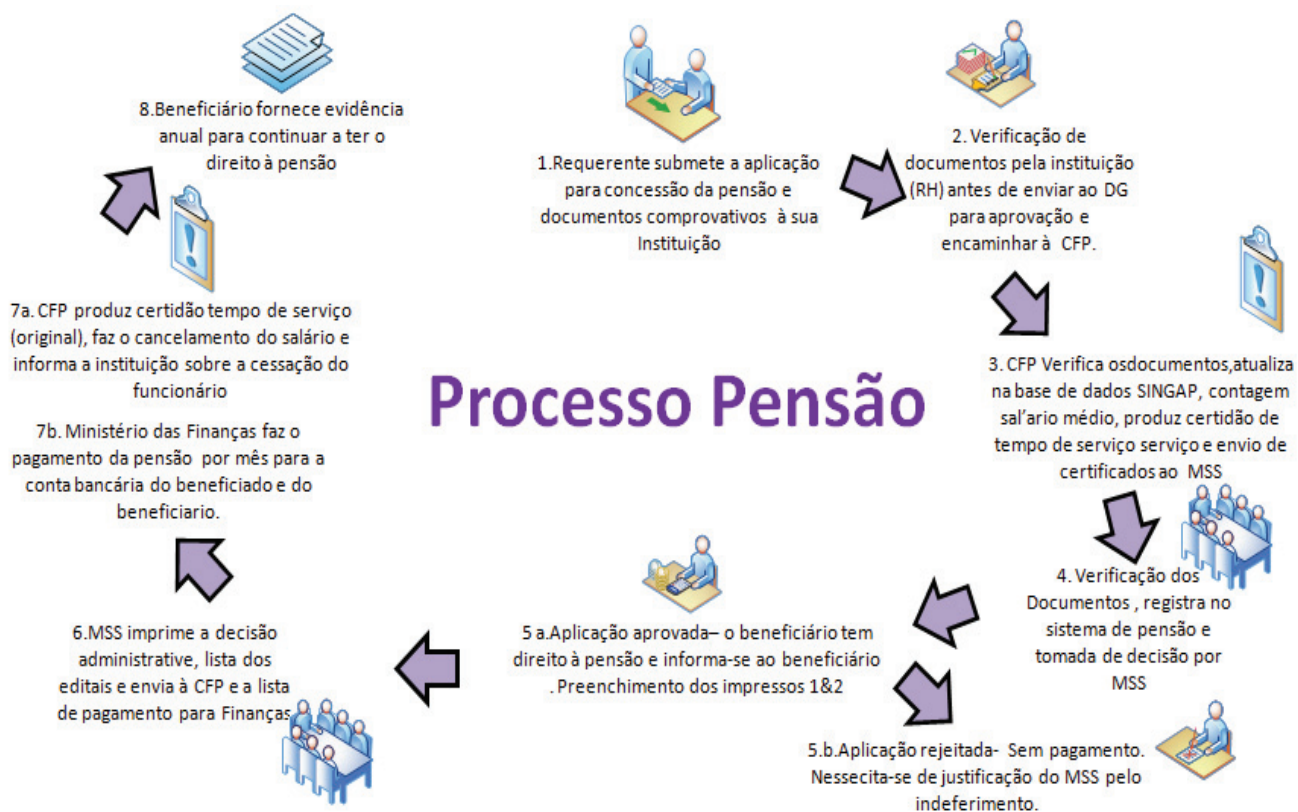 Processo Pensão
1.Requerente submete a aplicação
para concessão da pensão e
documentos comprovativos à sua
Instituição
2. Verificação de
documentos pela instituição
(RH) antes de enviar ao DG
para aprovação e
encaminhar à CFP.
3. CFP Verifica osdocumentos,atualiza
na base de dados SINGAP, contagem
sal´ario médio, produz certidão de
tempo de serviço serviço e envio de
certificados ao MSS
4. Verificação dos
Documentos , registra no
sistema de pensão e
tomada de decisão por
MSS
5 a.Aplicação aprovada– o beneficiário tem
direito à pensão e informa-se ao beneficiário
. Preenchimento dos impressos 1&2
5.b.Aplicação rejeitada- Sem pagamento.
Nessecita-se de justificação do MSS pelo
indeferimento.
6.MSS imprime a decisão
administrative, lista dos
editais e envia à CFP e a lista
de pagamento para Finanças
7a. CFP produz certidão tempo de serviço
(original), faz o cancelamento do salário e
informa a instituição sobre a cessação do
funcionário
7b. Ministério das Finanças faz o
pagamento da pensão por mês para a
conta bancária do beneficiado e do
beneficiario.
8.Beneficiário fornece evidência
anual para continuar a ter o
direito à pensão